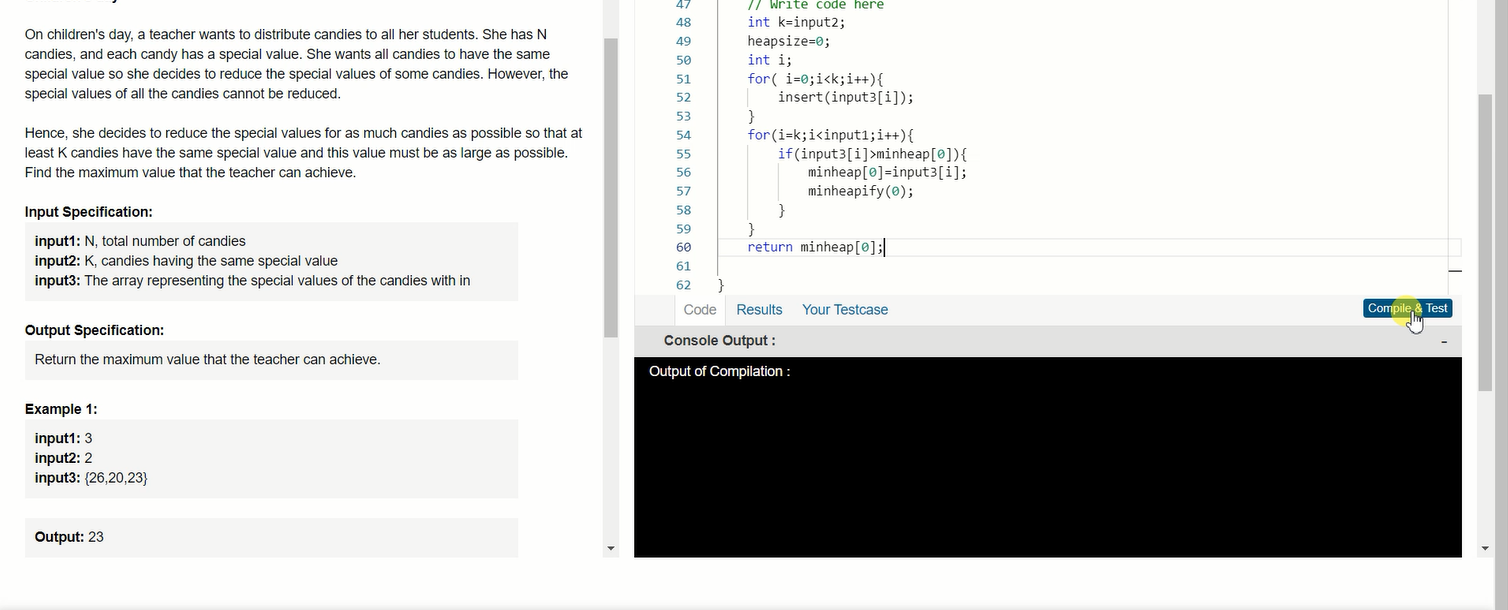 On children's day, a teacher wants to distribute candies to all her students. She has N
candies, and each candy has a special value. She wants all candies to have the same
special value so she decides to reduce the special values of some candies. However, the
special values of all the candies cannot be reduced.
Hence, she decides to reduce the special values for as much candies as possible so that at
least K candies have the same special value and this value must be as large as possible.
Find the maximum value that the teacher can achieve.
Input Specification:
input1: N, total number of candies
input2: K, candies having the same special value
input3: The array representing the special values of the candies with in
Output Specification:
Return the maximum value that the teacher can achieve.
Example 1:
input1: 3
input2: 2
input3: {26,20,23}
Output: 23
47 // Write code here
48 int k=input2;
49 heapsize=0;
50 int i;
51 for( i=0;i<k;i++){
52 insert(input3[i]);
53 }
54 for(i=k;i<input1;i++){
55 if(input3[i]>minheap[0]){
56 minheap[0]=input3[i];
57 minheapify(0);
58 }
59 }
60 return minheap[0];
61
62 }
Code Results Your Testcase Compile & Test
Console Output : -
Output of Compilation :